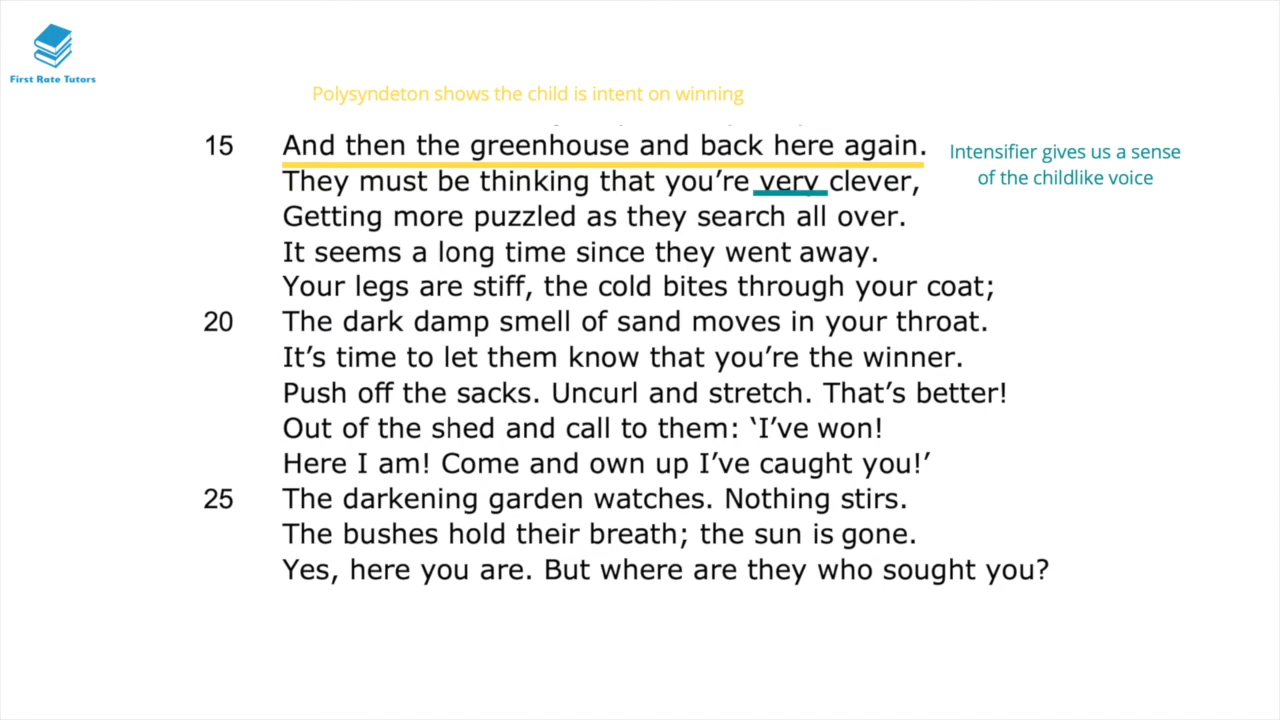 First Rate Tutors
Polysyndeton shows the child is intent on winning
15 And then the greenhouse and back here again.
Intensifier gives us a sense
of the childlike voice
They must be thinking that you’re very clever,
Getting more puzzled as they search all over.
It seems a long time since they went away.
Your legs are stiff, the cold bites through your coat;
20 The dark damp smell of sand moves in your throat.
It’s time to let them know that you’re the winner.
Push off the sacks. Uncurl and stretch. That’s better!
Out of the shed and call to them: ‘I’ve won!
Here I am! Come and own up I’ve caught you!’
25 The darkening garden watches. Nothing stirs.
The bushes hold their breath; the sun is gone.
Yes, here you are. But where are they who sought you?